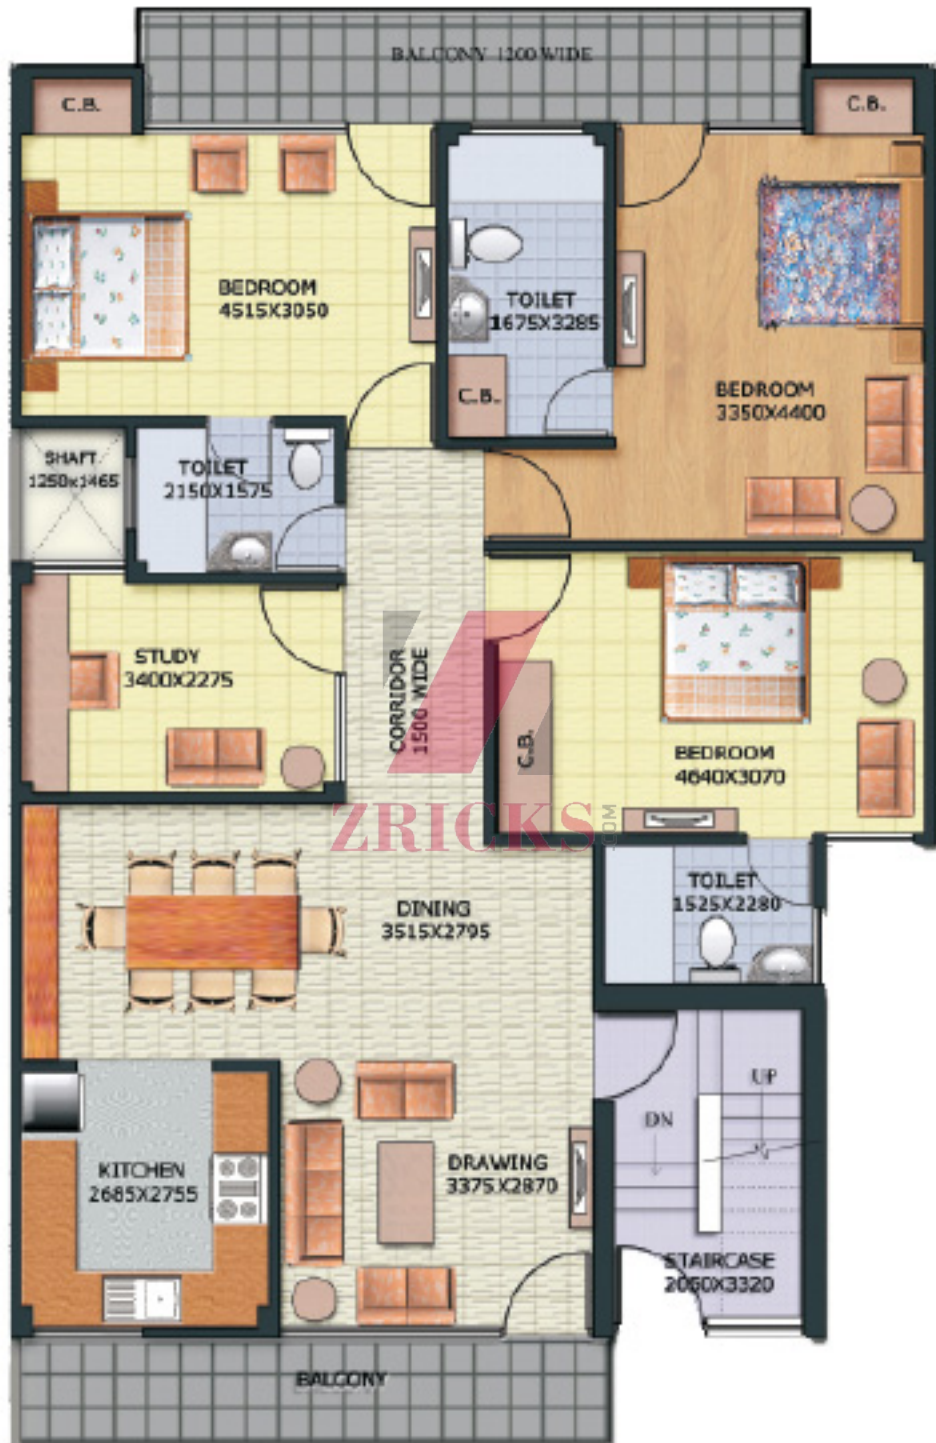 BALCONY 1200 WIDE
C.B.
C.B.
BEDROOM
4515X3050
TOILET
1675X3285
C.B.
BEDROOM
3350X4400
SHAFT
1250x1465
TOILET
2150X1575
STUDY
3400X2275
CORRIDOR
1500 WIDE
C.B.
BEDROOM
4640X3070
ZRICKS.COM
DINING
3515X2795
TOILET
1525X2280
UP
DN
KITCHEN
2685X2755
DRAWING
3375X2870
STAIRCASE
2050X3320
BALCONY